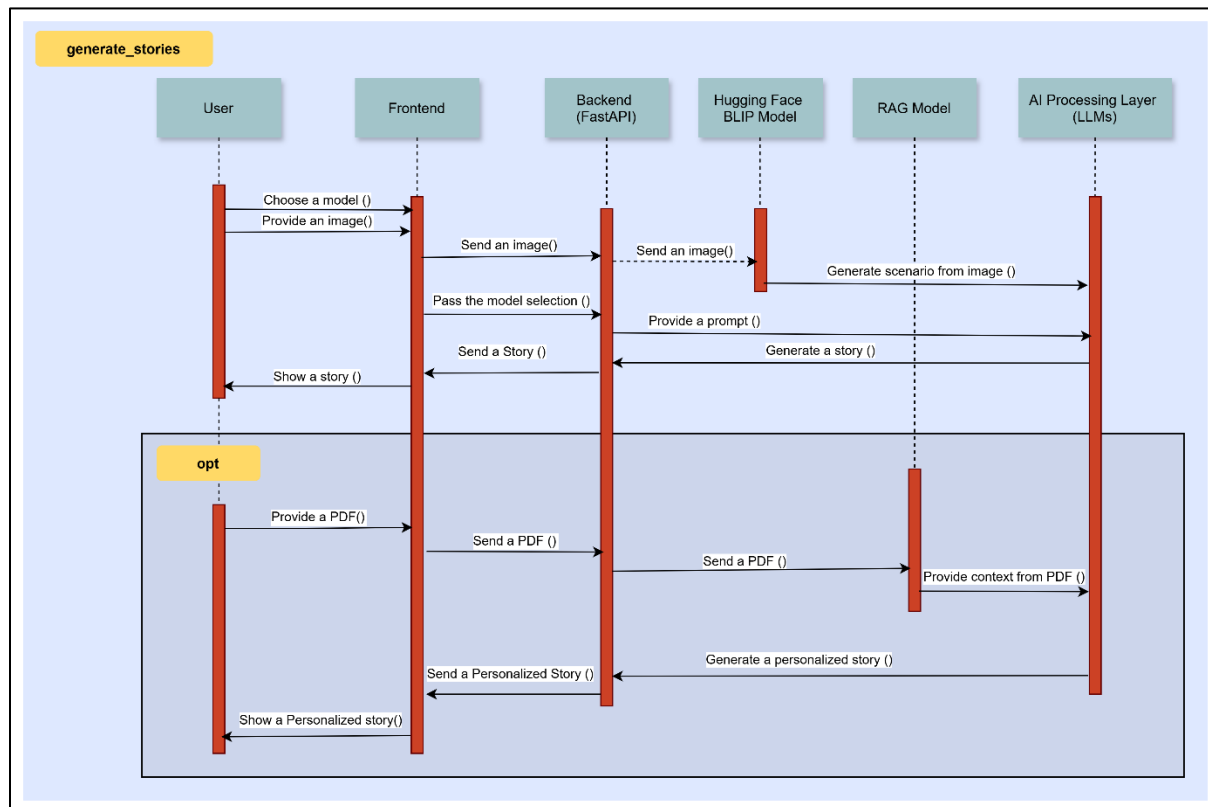 generate_stories
User
Frontend
Backend
(FastAPI)
Hugging Face
BLIP Model
RAG Model
AI Processing Layer
(LLMs)
Choose a model ()
Provide an image()
Send an image()
Send an image()
Generate scenario from image ()
Pass the model selection ()
Provide a prompt ()
Generate a story ()
Send a Story ()
Show a story ()
opt
Provide a PDF()
Send a PDF ()
Send a PDF ()
Provide context from PDF ()
Generate a personalized story ()
Send a Personalized Story ()
Show a Personalized story()